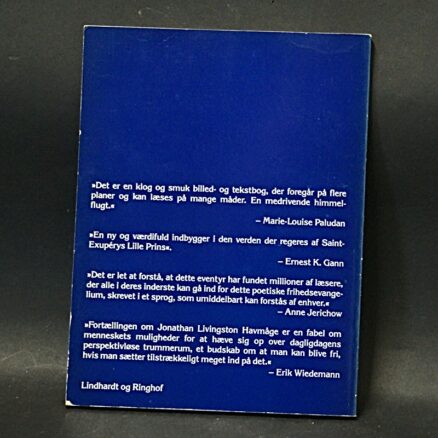 »Det er en klog og smuk billed- og tekstbog, der foregår på flere
planer og kan læses på mange måder. En medrivende himmel-
flugt.«
– Marie-Louise Paludan
»En ny og værdifuld indbygger i den verden der regeres af Saint-
Exupérys Lille Prins«.
– Ernest K. Gann
»Det er let at forstå, at dette eventyr har fundet millioner af læsere,
der alle i deres inderste kan gå ind for dette poetiske frihedsevange-
lium, skrevet i et sprog, som umiddelbart kan forstås af enhver.«
– Anne Jerichow
»Fortællingen om Jonathan Livingston Havmåge er en fabel om
menneskets muligheder for at hæve sig op over dagligdagens
perspektivløse trummerum, et budskab om at man kan blive fri,
hvis man sætter tilstrækkeligt meget ind på det.«
– Erik Wiedemann
Lindhardt og Ringhof